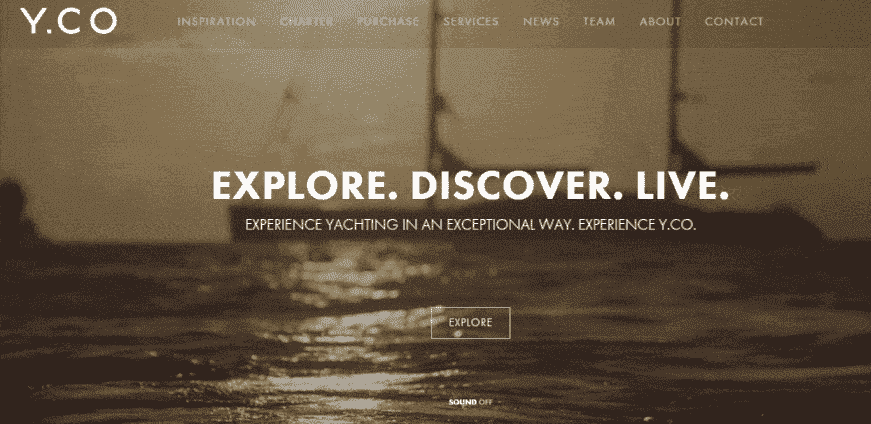 Y.CO INSPIRATION CHARTER PURCHASE SERVICES NEWS TEAM ABOUT CONTACT
EXPLORE. DISCOVER. LIVE.
EXPERIENCE YACHTING IN AN EXCEPTIONAL WAY. EXPERIENCE Y.CO.
EXPLORE
SOUND OFF